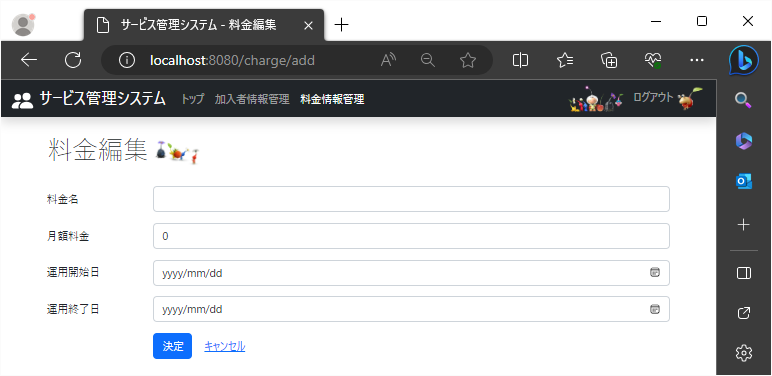 サービス管理システム - 料金編集
localhost:8080/charge/add
サービス管理システム トップ 加入者情報管理 料金情報管理 ログアウト
料金編集
料金名
月額料金 0
運用開始日 yyyy/mm/dd
運用終了日 yyyy/mm/dd
決定 キャンセル